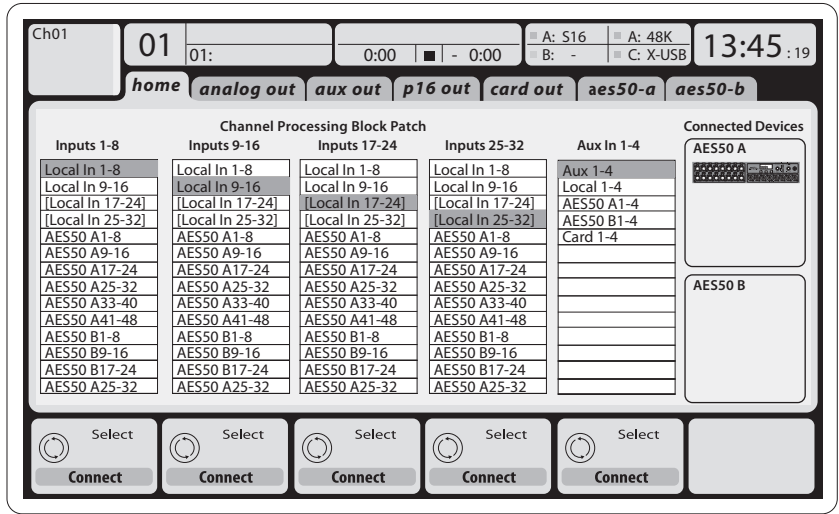 Ch01
01
01:
0:00 - 0:00
A: S16 A: 48K
B: - C: X-USB
13:45 :19
home analog out aux out p16 out card out aes50-a aes50-b
Channel Processing Block Patch
Connected Devices
Inputs 1-8 Inputs 9-16 Inputs 17-24 Inputs 25-32 Aux In 1-4
AES50 A
Local In 1-8 Local In 1-8 Local In 1-8 Local In 1-8 Aux 1-4
Local In 9-16 Local In 9-16 Local In 9-16 Local In 9-16 Local 1-4
[Local In 17-24] [Local In 17-24] [Local In 17-24] [Local In 17-24] AES50 A1-4
[Local In 25-32] [Local In 25-32] [Local In 25-32] [Local In 25-32] AES50 B1-4
AES50 A1-8 AES50 A1-8 AES50 A1-8 AES50 A1-8 Card 1-4
AES50 A9-16 AES50 A9-16 AES50 A9-16 AES50 A9-16
AES50 A17-24 AES50 A17-24 AES50 A17-24 AES50 A17-24
AES50 A25-32 AES50 A25-32 AES50 A25-32 AES50 A25-32
AES50 B
AES50 A33-40 AES50 A33-40 AES50 A33-40 AES50 A33-40
AES50 A41-48 AES50 A41-48 AES50 A41-48 AES50 A41-48
AES50 B1-8 AES50 B1-8 AES50 B1-8 AES50 B1-8
AES50 B9-16 AES50 B9-16 AES50 B9-16 AES50 B9-16
AES50 B17-24 AES50 B17-24 AES50 B17-24 AES50 B17-24
AES50 A25-32 AES50 A25-32 AES50 A25-32 AES50 A25-32
Select Select Select Select Select
Connect Connect Connect Connect Connect